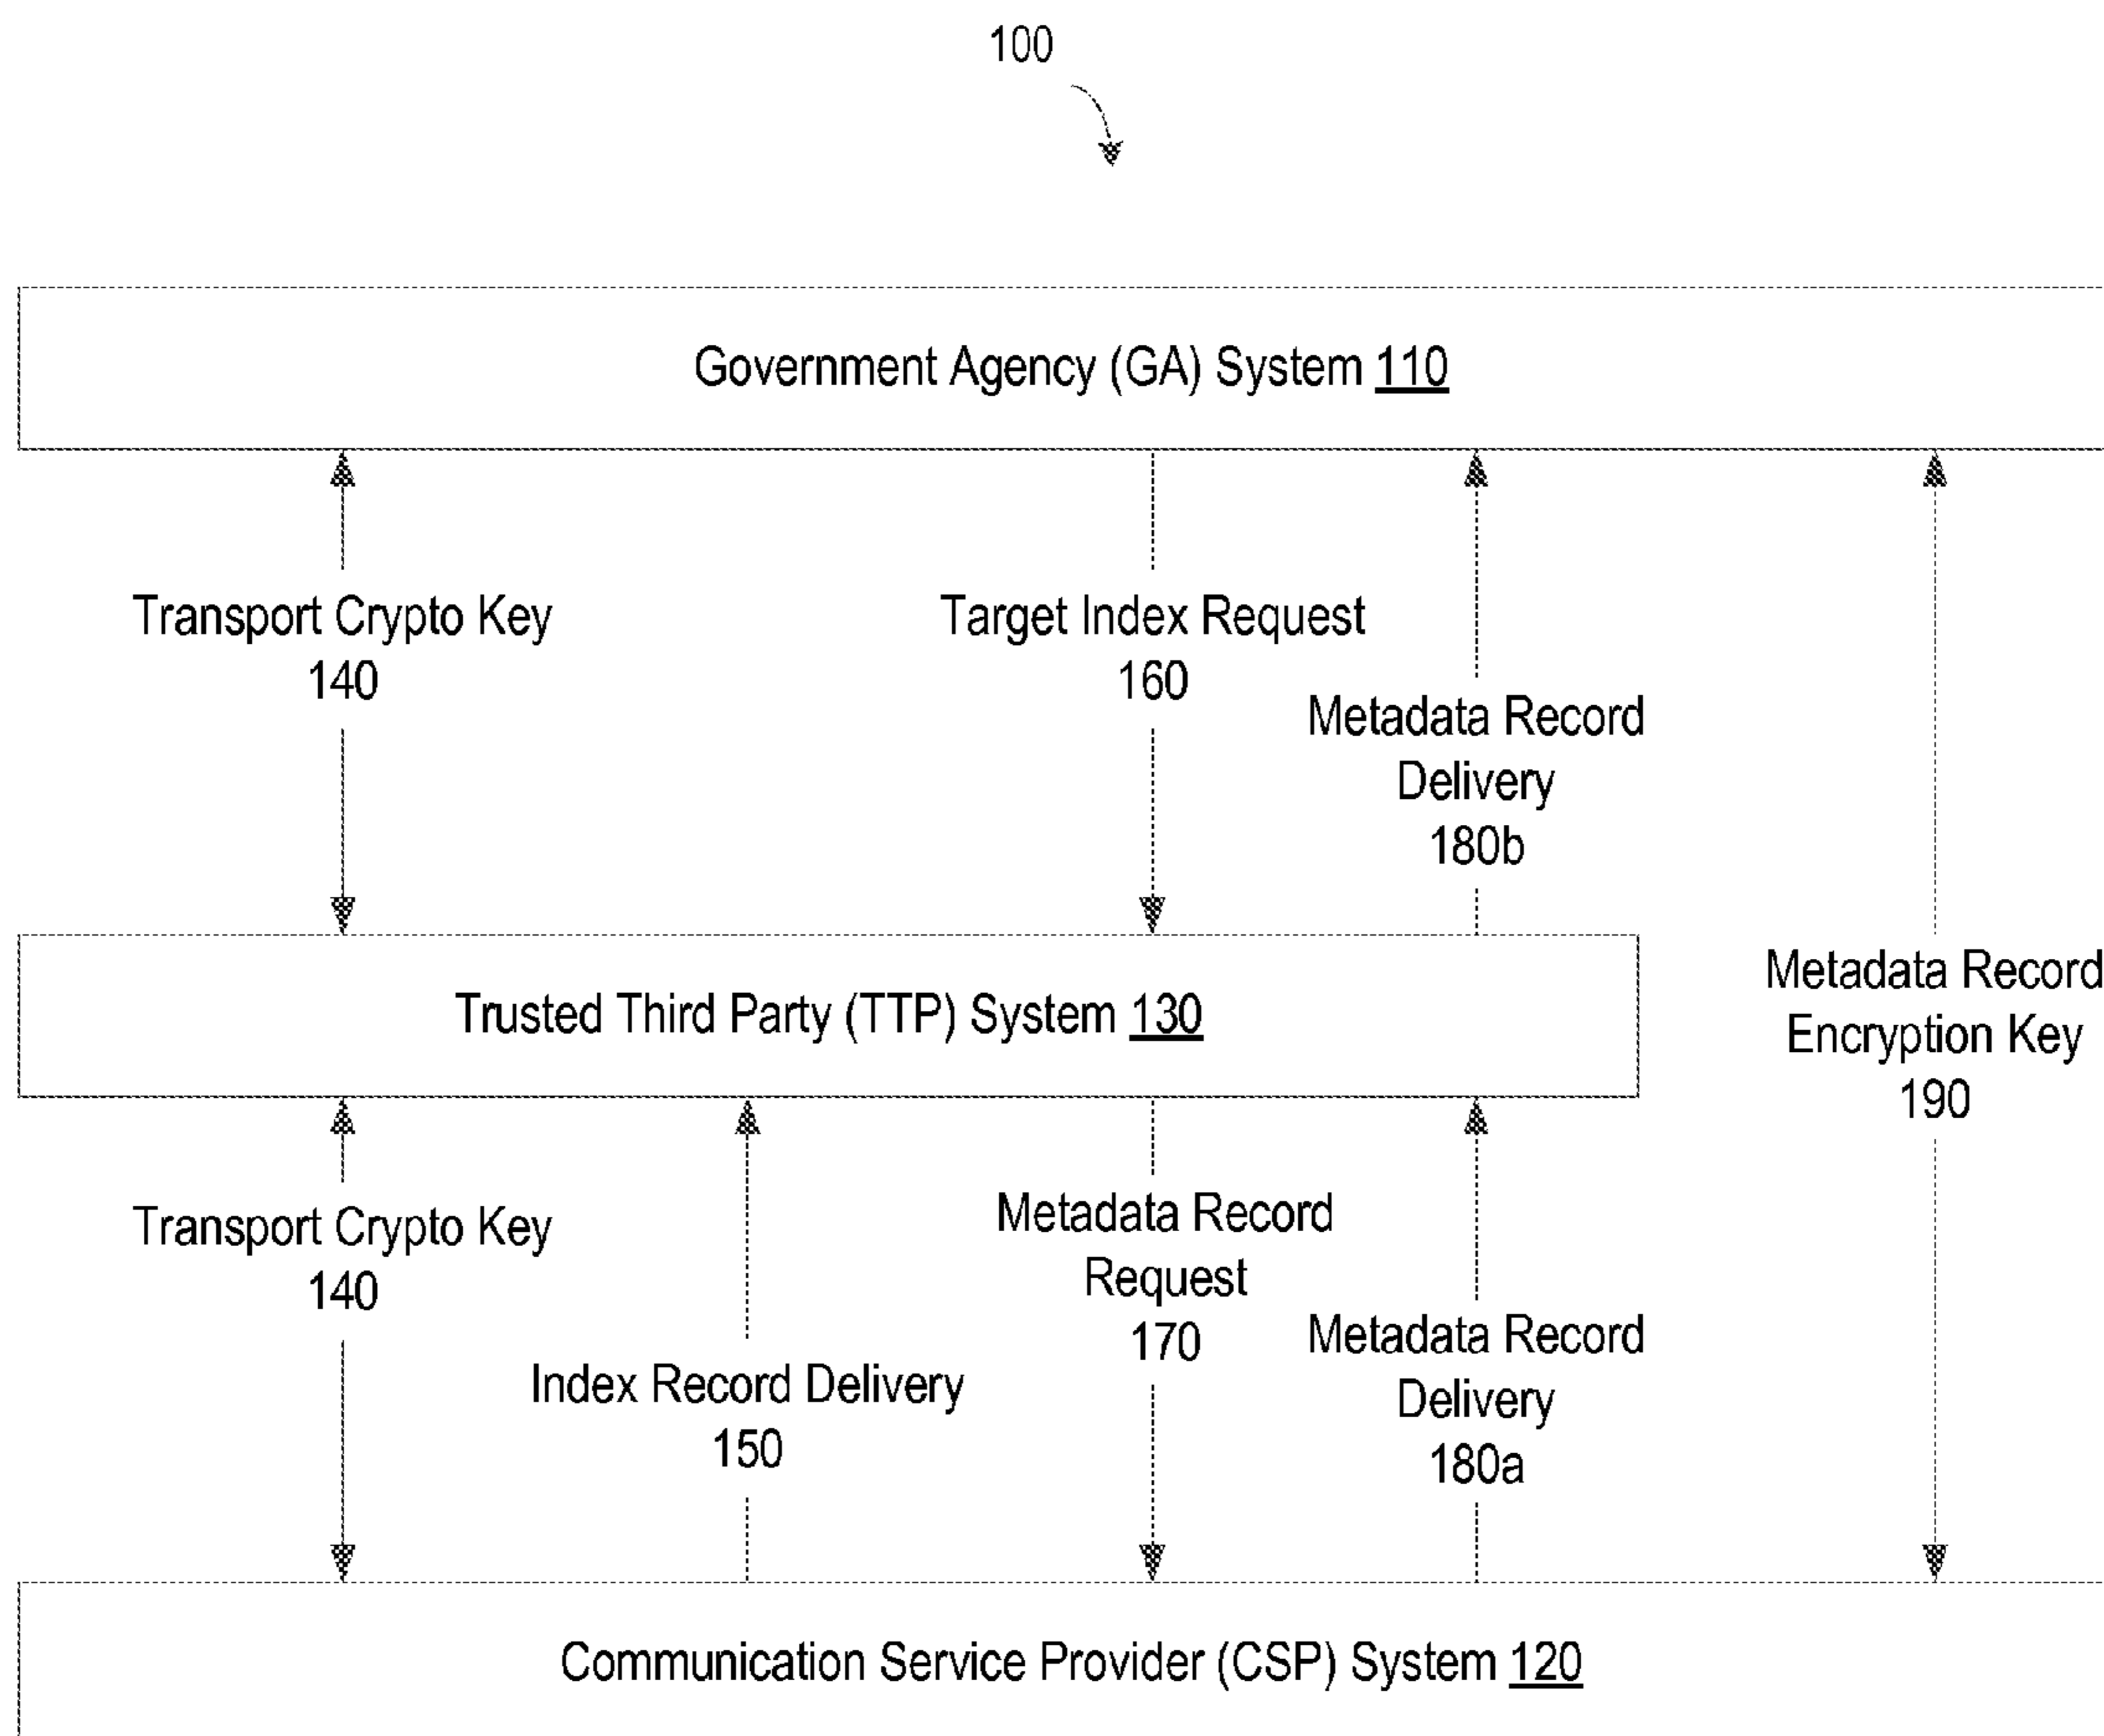 100
Government Agency (GA) System 110
Transport Crypto Key
140
Target Index Request
160
Metadata Record
Delivery
180b
Trusted Third Party (TTP) System 130
Metadata Record
Encryption Key
190
Transport Crypto Key
140
Index Record Delivery
150
Metadata Record
Request
170
Metadata Record
Delivery
180a
Communication Service Provider (CSP) System 120